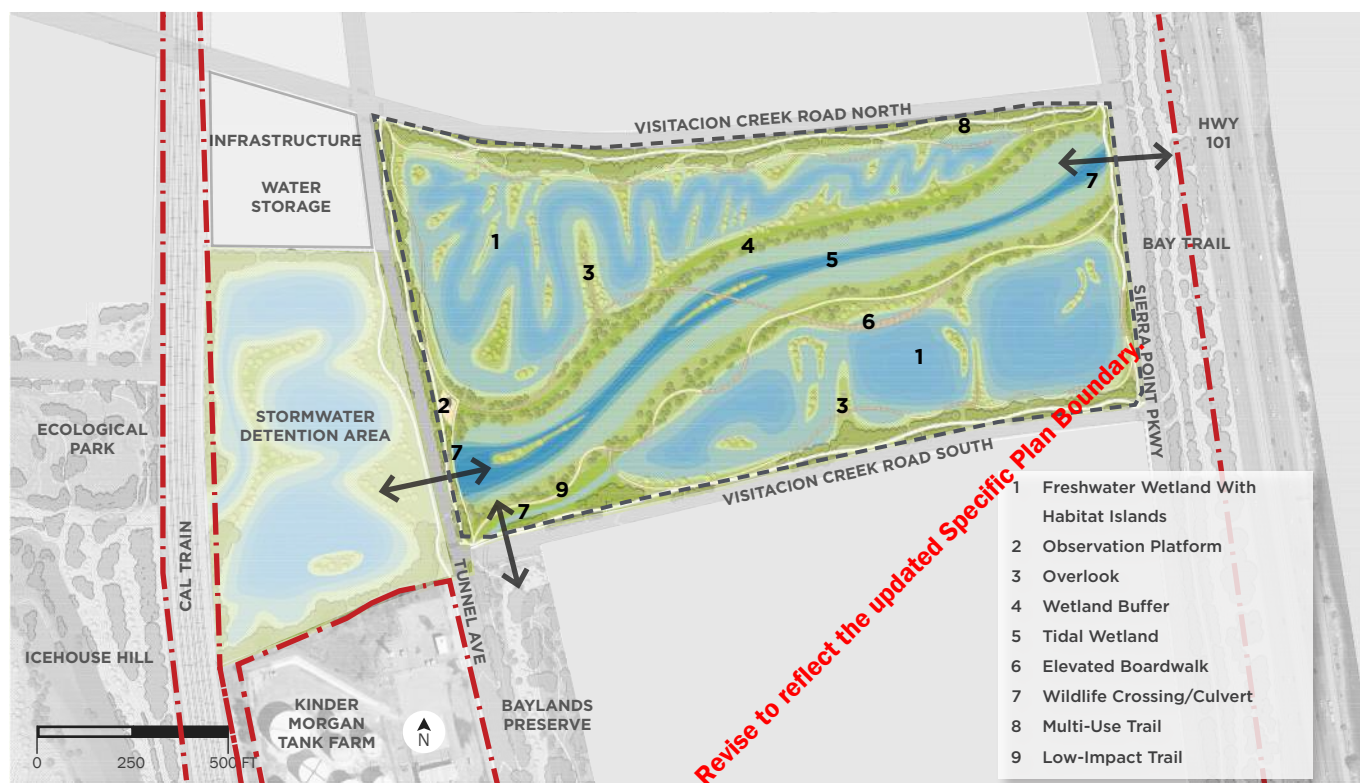 VISITACION CREEK ROAD NORTH
8
HWY
101
INFRASTRUCTURE
WATER
STORAGE
7
1
4
BAY TRAIL
5
3
SIERRA POINT PKWY
6
1
2
3
STORMWATER
DETENTION AREA
ECOLOGICAL
PARK
7
VISITACION CREEK ROAD SOUTH
9
7
CAL TRAIN
TUNNEL AVE
ICEHOUSE HILL
KINDER
MORGAN
TANK FARM
N
BAYLANDS
PRESERVE
0 250 500 FT
Revise to reflect the updated Specific Plan Boundary.
1 Freshwater Wetland With
Habitat Islands
2 Observation Platform
3 Overlook
4 Wetland Buffer
5 Tidal Wetland
6 Elevated Boardwalk
7 Wildlife Crossing/Culvert
8 Multi-Use Trail
9 Low-Impact Trail